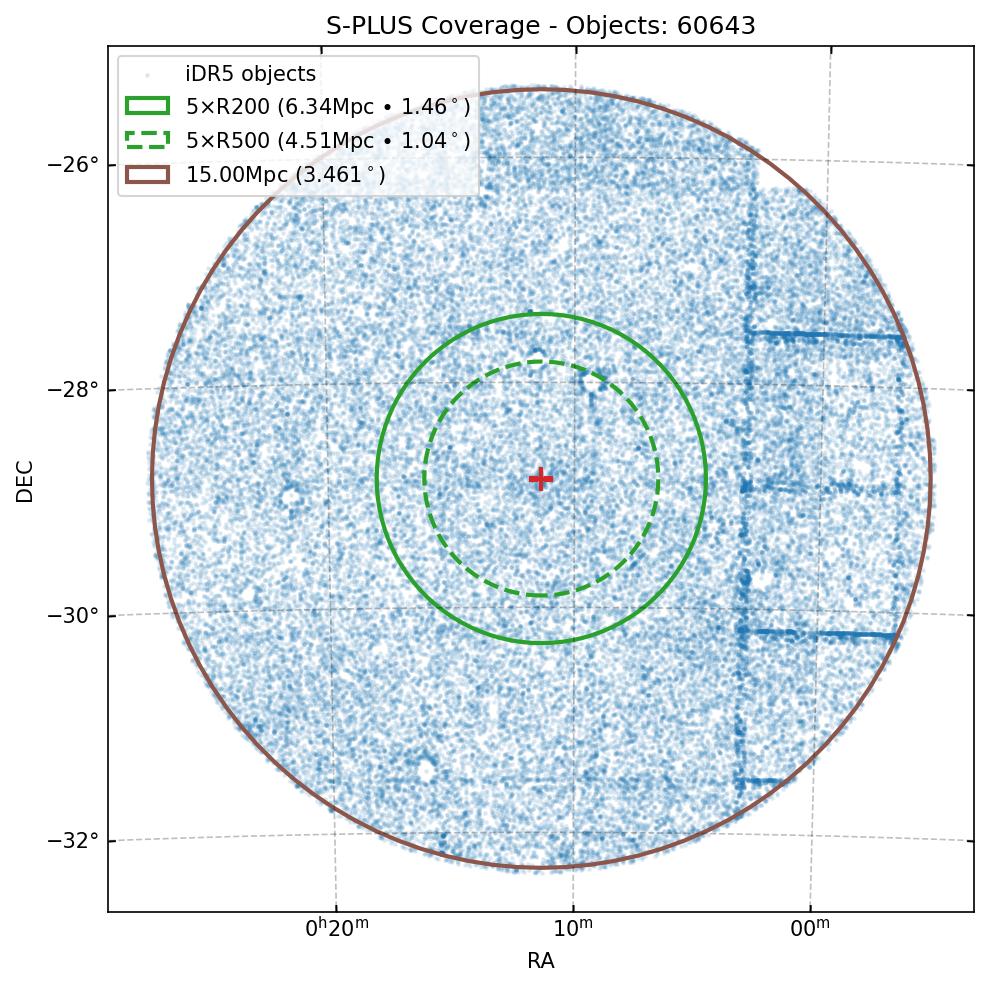 S-PLUS Coverage - Objects: 60643
iDR5 objects
5×R200 (6.34Mpc • 1.46°)
5×R500 (4.51Mpc • 1.04°)
15.00Mpc (3.461°)
−26°
−28°
−30°
−32°
DEC
0ʰ20ᵐ
10ᵐ
00ᵐ
RA